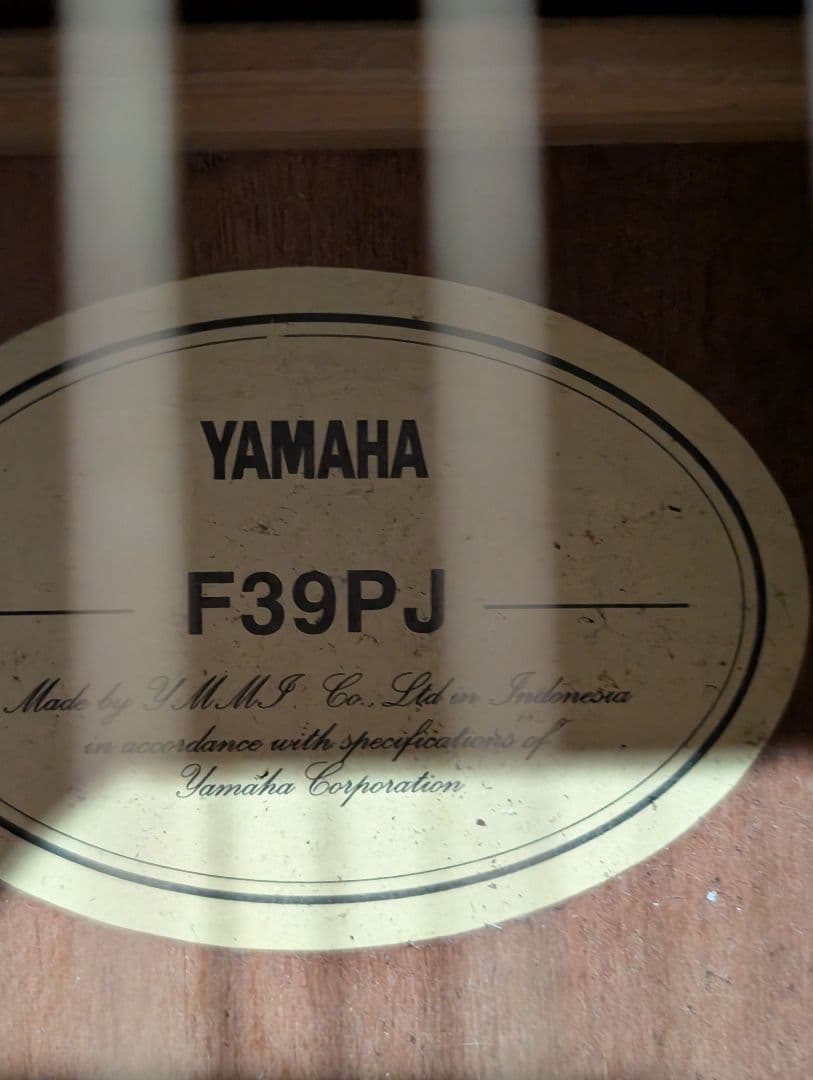 YAMAHA
F39PJ
Made by YMMI Co., Ltd in Indonesia
in accordance with specifications of
Yamaha Corporation